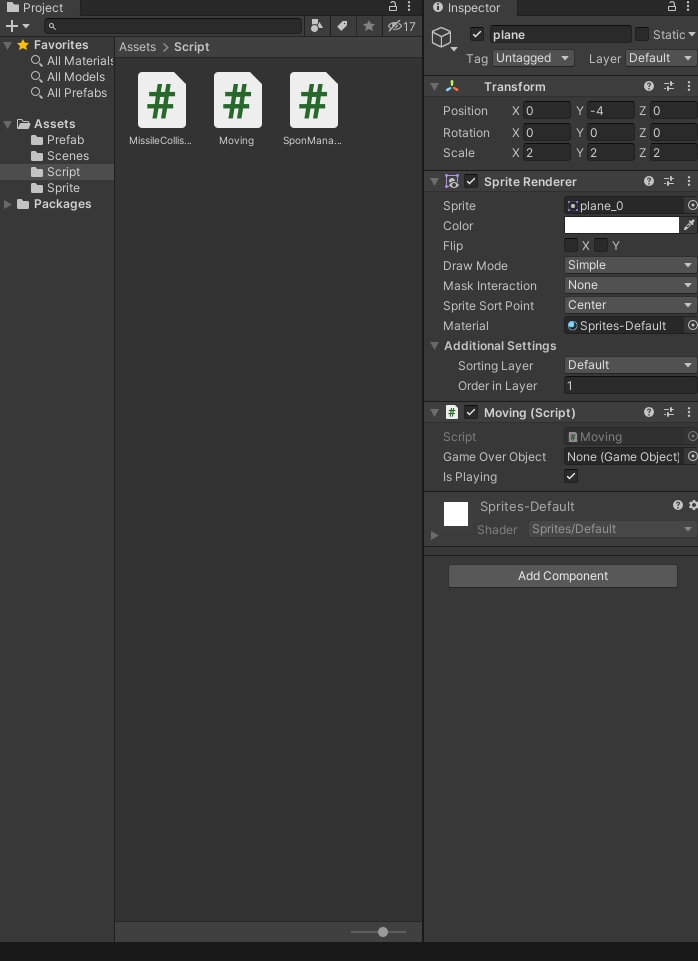 Project
17
Favorites
All Materials
All Models
All Prefabs
Assets
Prefab
Scenes
Script
Sprite
Packages
Assets > Script
MissileCollis...
Moving
SponMana...
Inspector
plane
Static
Tag Untagged Layer Default
Transform
Position X 0 Y -4 Z 0
Rotation X 0 Y 0 Z 0
Scale X 2 Y 2 Z 2
Sprite Renderer
Sprite plane_0
Color
Flip X Y
Draw Mode Simple
Mask Interaction None
Sprite Sort Point Center
Material Sprites-Default
Additional Settings
Sorting Layer Default
Order in Layer 1
# Moving (Script)
Script # Moving
Game Over Object None (Game Object)
Is Playing
Sprites-Default
Shader Sprites/Default
Add Component